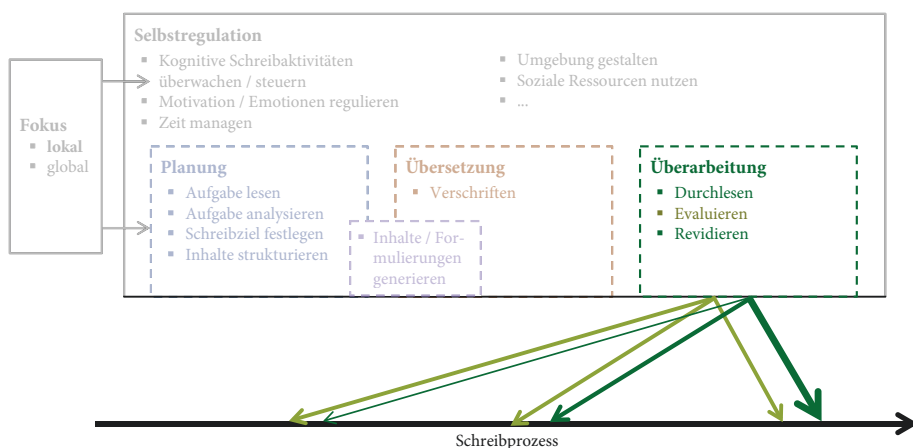 Selbstregulation
▪ Kognitive Schreibaktivitäten
▪ überwachen / steuern
▪ Motivation / Emotionen regulieren
▪ Zeit managen
▪ Umgebung gestalten
▪ Soziale Ressourcen nutzen
▪ ...
Fokus
▪ lokal
▪ global
Planung
▪ Aufgabe lesen
▪ Aufgabe analysieren
▪ Schreibziel festlegen
▪ Inhalte strukturieren
▪ Inhalte / For-
mulierungen
generieren
Übersetzung
▪ Verschriften
Überarbeitung
▪ Durchlesen
▪ Evaluieren
▪ Revidieren
Schreibprozess